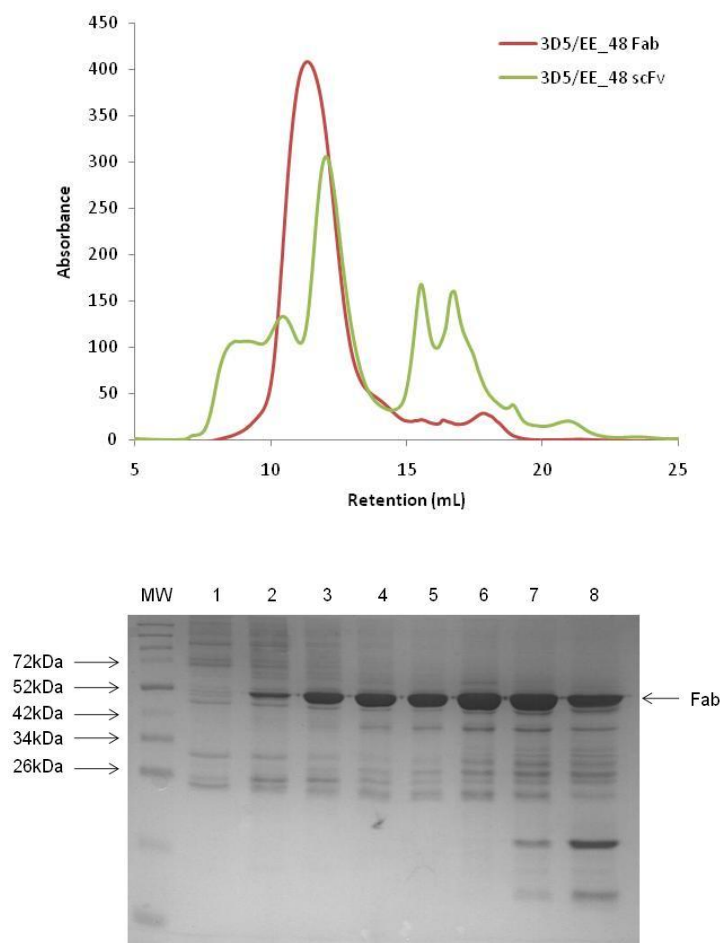 450
400
350
300
250
200
150
100
50
0
Absorbance
3D5/EE_48 Fab
3D5/EE_48 scFv
5 10 15 20 25
Retention (mL)
MW 1 2 3 4 5 6 7 8
72kDa
52kDa
42kDa
34kDa
26kDa
Fab